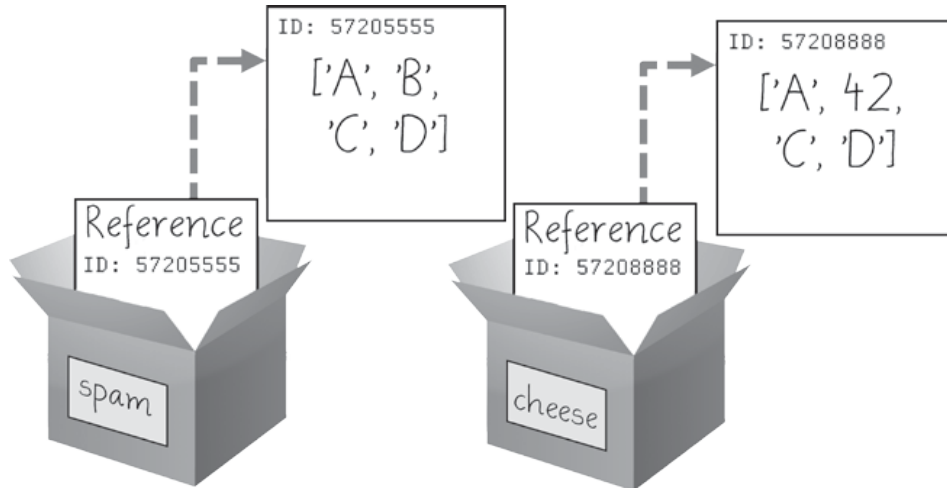 ID: 57205555
['A', 'B',
'C', 'D']
Reference
ID: 57205555
spam
ID: 57208888
['A', 42,
'C', 'D']
Reference
ID: 57208888
cheese